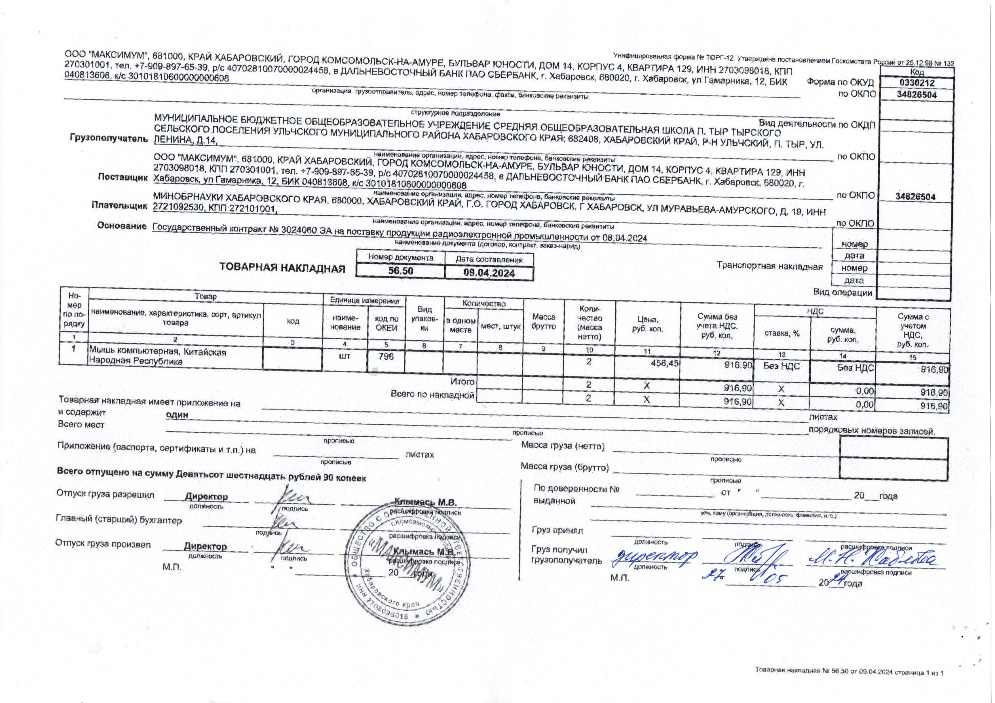 Унифицированная форма № ТОРГ-12. Утверждена постановлением Госкомстата России от 25.12.98 № 132
ООО "МАКСИМУМ", 681000, КРАЙ ХАБАРОВСКИЙ, ГОРОД КОМСОМОЛЬСК-НА-АМУРЕ, БУЛЬВАР ЮНОСТИ, ДОМ 14, КОРПУС 4, КВАРТИРА 129, ИНН 2703098018, КПП
270301001, тел. +7-909-897-65-39, р/с 40702810070000024458, в ДАЛЬНЕВОСТОЧНЫЙ БАНК ПАО СБЕРБАНК, г. Хабаровск, 680020, г. Хабаровск, ул Гамарника, 12, БИК
040813608, к/с 30101810600000000608
организация грузоотправитель, адрес, номер телефона, факты, банковские реквизиты
Код
Форма по ОКУД 0330212
по ОКПО 34826504
структурное подразделение
Вид деятельности по ОКДП
Грузополучатель МУНИЦИПАЛЬНОЕ БЮДЖЕТНОЕ ОБЩЕОБРАЗОВАТЕЛЬНОЕ УЧРЕЖДЕНИЕ СРЕДНЯЯ ОБЩЕОБРАЗОВАТЕЛЬНАЯ ШКОЛА П. ТЫР ТЫРСКОГО
СЕЛЬСКОГО ПОСЕЛЕНИЯ УЛЬЧСКОГО МУНИЦИПАЛЬНОГО РАЙОНА ХАБАРОВСКОГО КРАЯ; 682406, ХАБАРОВСКИЙ КРАЙ, Р-Н УЛЬЧСКИЙ, П. ТЫР, УЛ.
ЛЕНИНА, Д.14,
наименование организации, адрес, номер телефона, банковские реквизиты
по ОКПО
Поставщик ООО "МАКСИМУМ", 681000, КРАЙ ХАБАРОВСКИЙ, ГОРОД КОМСОМОЛЬСК-НА-АМУРЕ, БУЛЬВАР ЮНОСТИ, ДОМ 14, КОРПУС 4, КВАРТИРА 129, ИНН
2703098018, КПП 270301001, тел. +7-909-897-65-39, р/с 40702810070000024458, в ДАЛЬНЕВОСТОЧНЫЙ БАНК ПАО СБЕРБАНК, г. Хабаровск, 680020, г.
Хабаровск, ул Гамарника, 12, БИК 040813608, к/с 30101810600000000608
наименование организации, адрес, номер телефона, банковские реквизиты
по ОКПО 34826504
Плательщик МИНОБРНАУКИ ХАБАРОВСКОГО КРАЯ, 680000, ХАБАРОВСКИЙ КРАЙ, Г.О. ГОРОД ХАБАРОВСК, Г ХАБАРОВСК, УЛ МУРАВЬЕВА-АМУРСКОГО, Д. 19, ИНН
2721092530, КПП 272101001,
наименование организации, адрес, номер телефона, банковские реквизиты
по ОКПО
Основание Государственный контракт № 3024060 ЭА на поставку продукции радиоэлектронной промышленности от 08.04.2024
наименование документа (договор, контракт, заказ-наряд)
номер
дата
Транспортная накладная номер
дата
Вид операции
Номер документа Дата составления
ТОВАРНАЯ НАКЛАДНАЯ 56.50 09.04.2024
Но-мер по по-рядку Товар Единица измерения Вид упаков-ки Количество Масса брутто Коли-чество (масса нетто) Цена, руб. коп. Сумма без учета НДС, руб. коп. НДС Сумма с учетом НДС, руб. коп.
наименование, характеристика, сорт, артикул товара код наиме-нование код по ОКЕИ в одном месте мест, штук ставка, % сумма, руб. коп.
1 2 3 4 5 6 7 8 9 10 11 12 13 14 15
1 Мышь компьютерная, Китайская Народная Республика шт 796 2 458,45 916,90 Без НДС Без НДС 916,90
Итого 2 X 916,90 X 0,00 916,90
Всего по накладной 2 X 916,90 X 0,00 916,90
Товарная накладная имеет приложение на листах
и содержит один порядковых номеров записей.
прописью
Всего мест прописью
Масса груза (нетто) прописью
Приложение (паспорта, сертификаты и т.п.) на листах
прописью
Масса груза (брутто) прописью
Всего отпущено на сумму Девятьсот шестнадцать рублей 90 копеек
По доверенности № от " " 20 года
выданной
кем, кому (организация, должность, фамилия, и.о.)
Отпуск груза разрешил Директор Клымась М.В.
должность подпись расшифровка подписи
Главный (старший) бухгалтер
подпись расшифровка подписи
Отпуск груза произвел Директор Клымась М.В.
должность подпись расшифровка подписи
М.П. " " 20 года
Груз принял
должность подпись расшифровка подписи
Груз получил
грузополучатель директор
должность подпись расшифровка подписи
М.П. 27 05 2024 года
«МАКСИМУМ»
Хабаровского края
ИНН 2703098018
Товарная накладная № 56.50 от 09.04.2024 страница 1 из 1